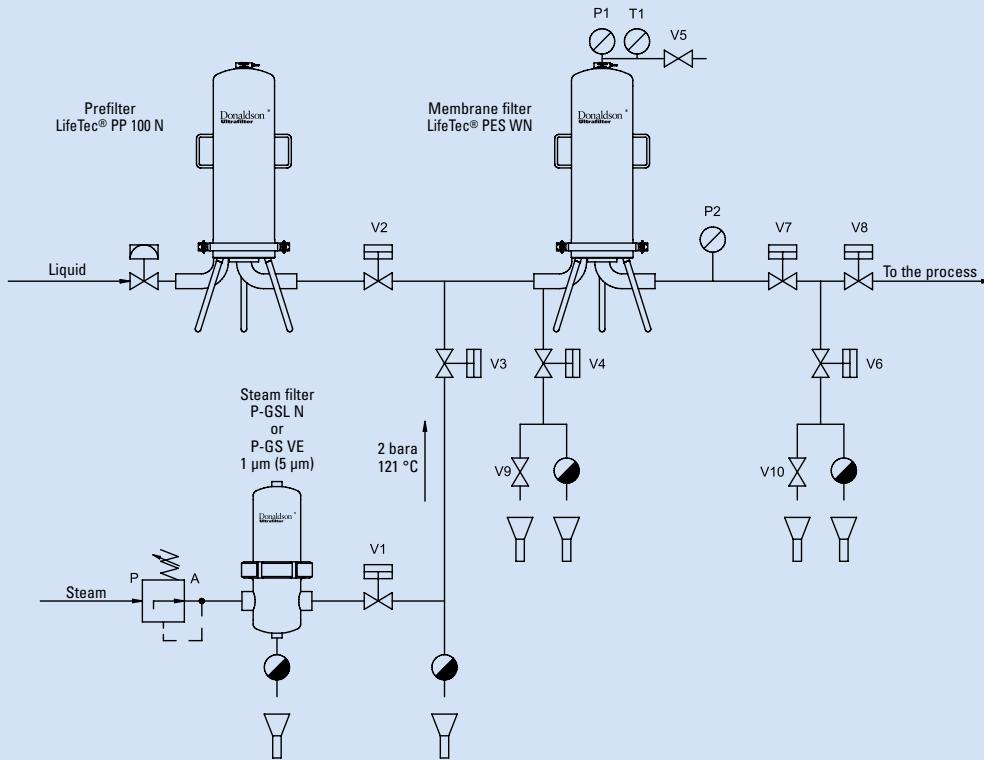 P1
T1
V5
Prefilter
LifeTec® PP 100 N
Donaldson®
Ultrafilter
Membrane filter
LifeTec® PES WN
Donaldson®
Ultrafilter
V2
P2
V7
V8
Liquid
To the process
V3
V4
V6
Steam filter
P-GSL N
or
P-GS VE
1 µm (5 µm)
2 bara
121 °C
V9
V10
Donaldson®
Ultrafilter
V1
P
A
Steam